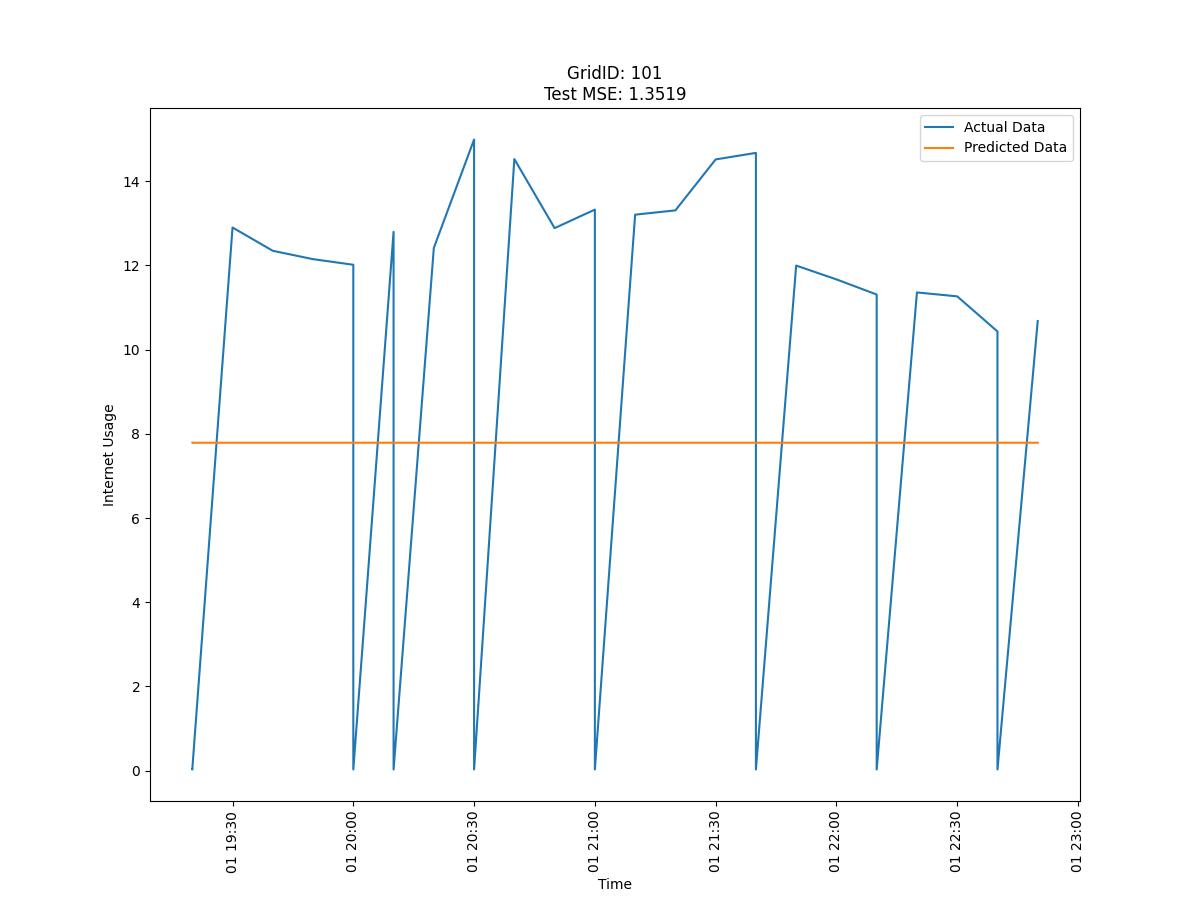 GridID: 101
Test MSE: 1.3519
Actual Data
Predicted Data
Internet Usage
14
12
10
8
6
4
2
0
01 19:30
01 20:00
01 20:30
01 21:00
01 21:30
01 22:00
01 22:30
01 23:00
Time